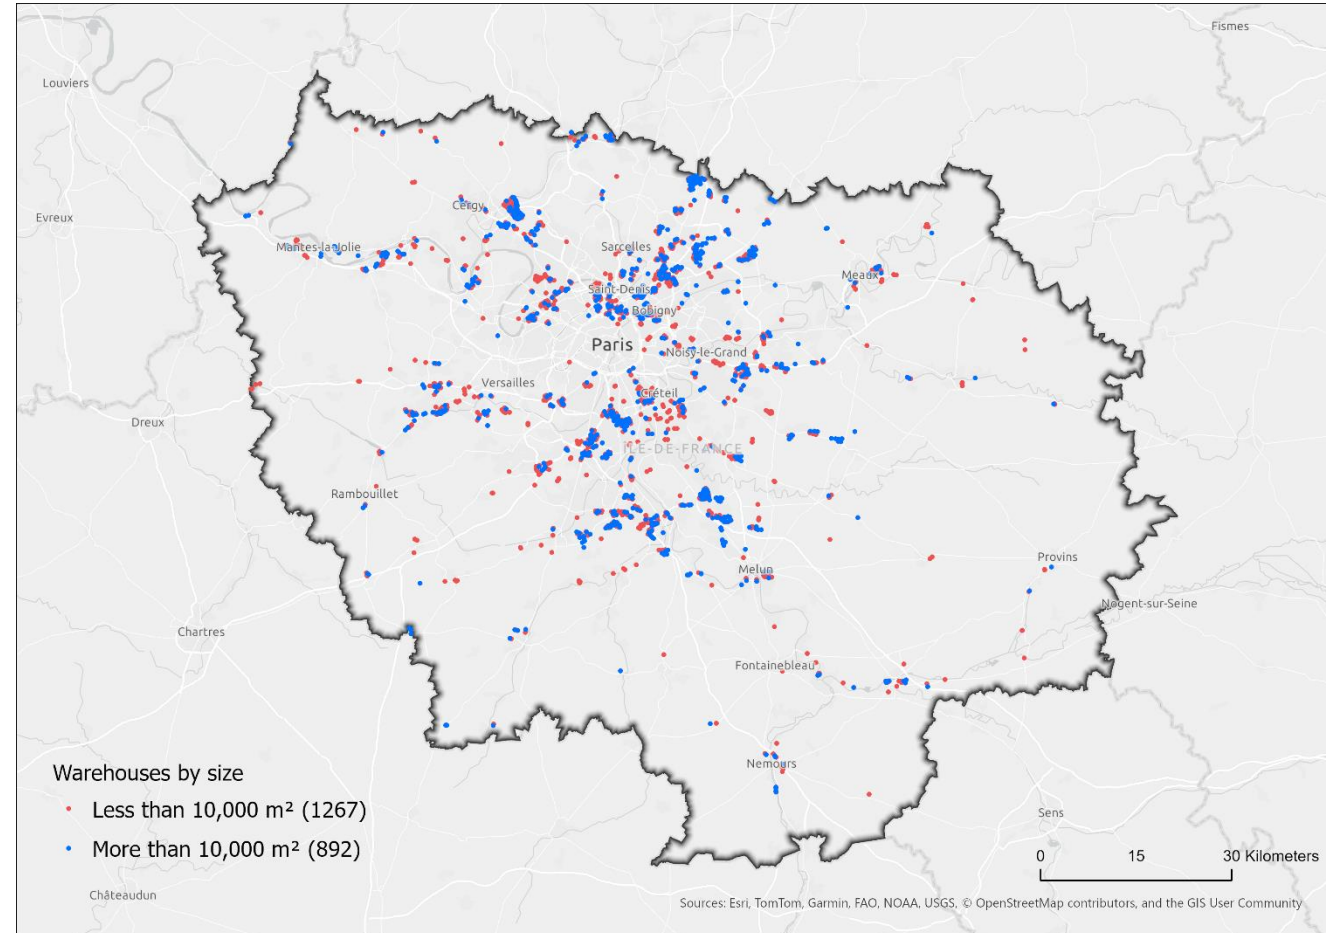 Fismes
Louviers
Evreux
Cergy
Mantes-la-Jolie
Sarcelles
Meaux
Saint-Denis
Bobigny
Paris
Noisy-le-Grand
Versailles
Créteil
Dreux
ÎLE-DE-FRANCE
Rambouillet
Provins
Melun
Nogent-sur-Seine
Chartres
Fontainebleau
Nemours
Sens
Châteaudun
Warehouses by size
Less than 10,000 m² (1267)
More than 10,000 m² (892)
0 15 30 Kilometers
Sources: Esri, TomTom, Garmin, FAO, NOAA, USGS, © OpenStreetMap contributors, and the GIS User Community